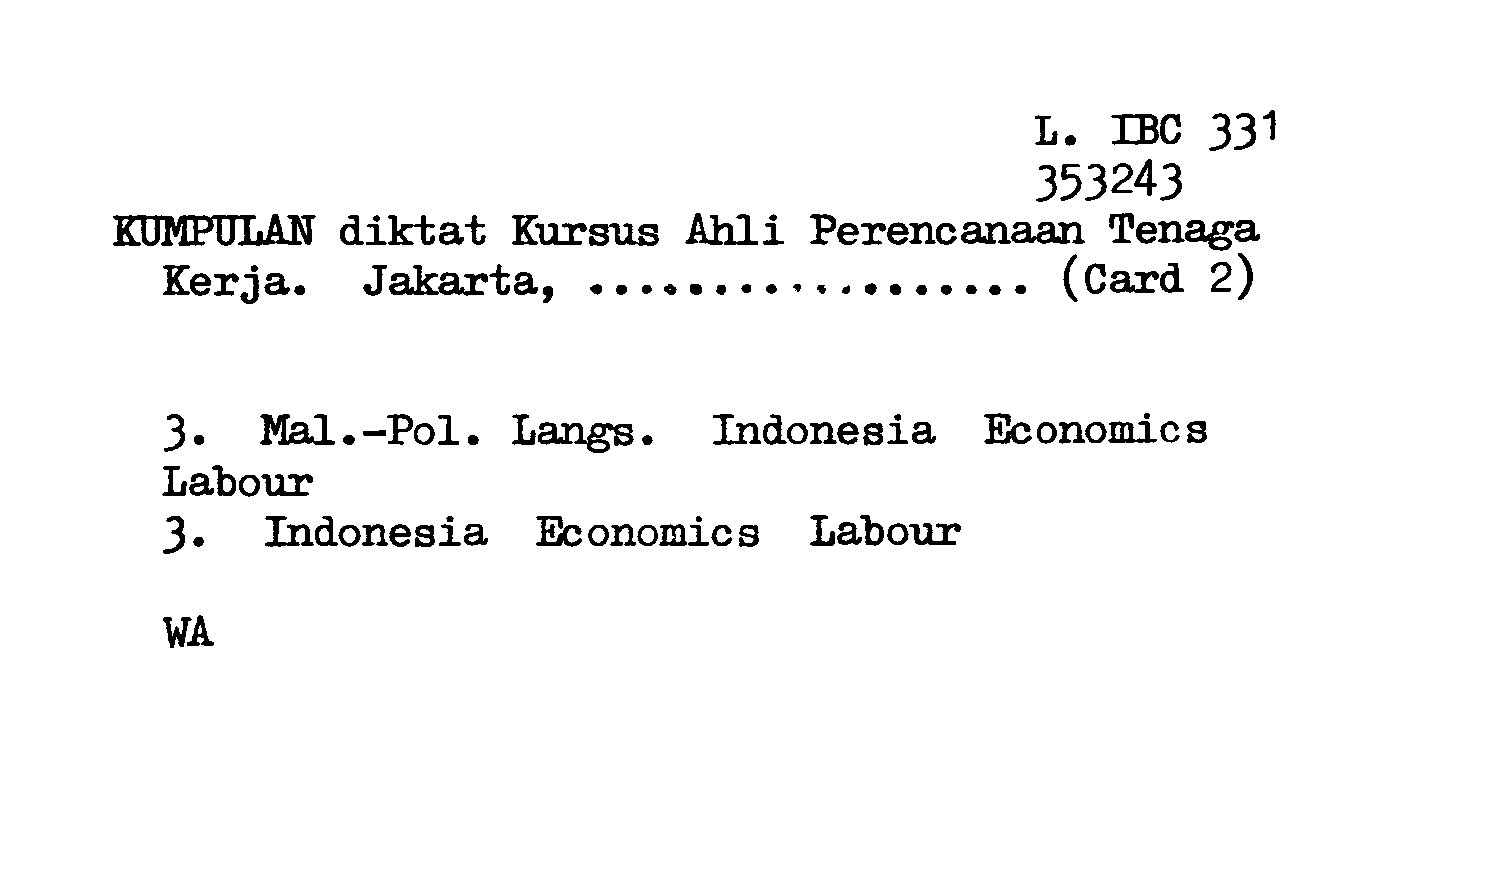 L. IBC 331
353243
KUMPULAN diktat Kursus Ahli Perencanaan Tenaga
Kerja. Jakarta, .................. (Card 2)
3. Mal.-Pol. Langs. Indonesia Economics
Labour
3. Indonesia Economics Labour
WA